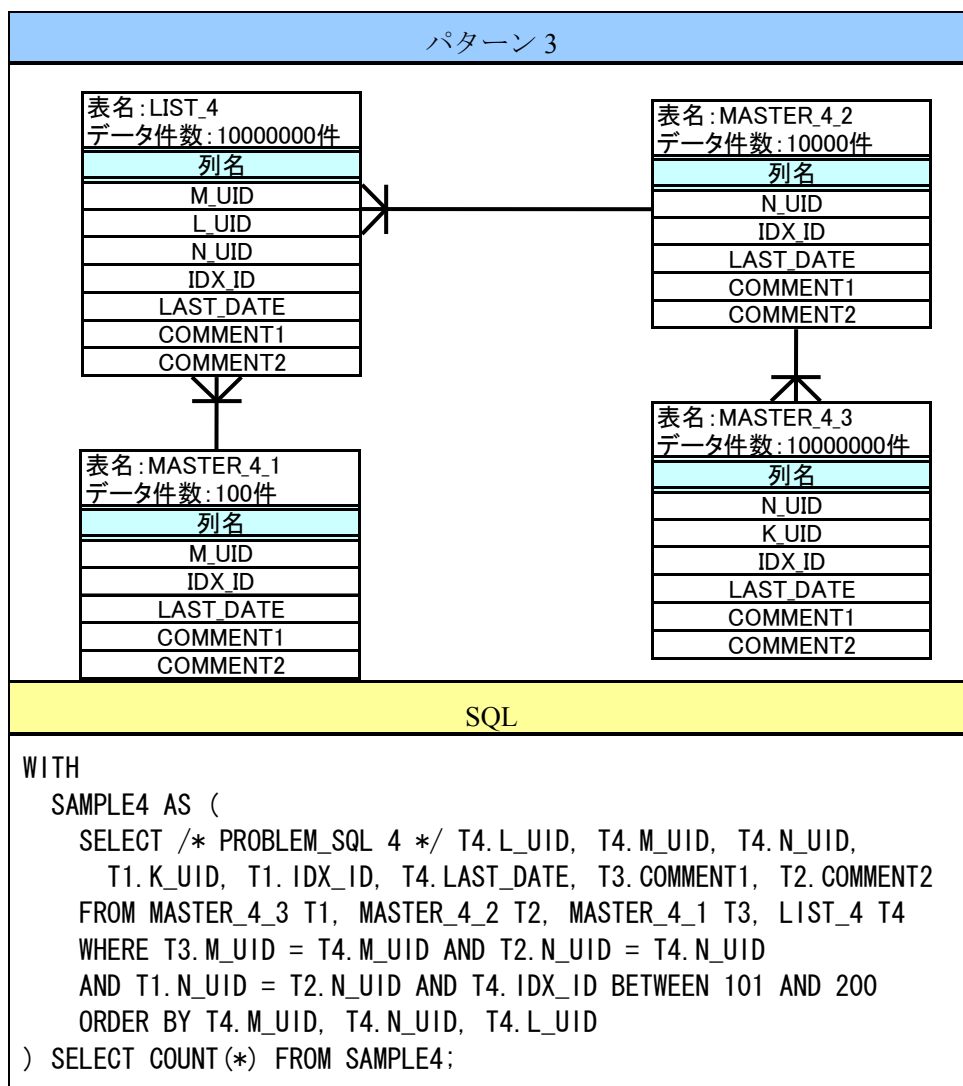 パターン 3
表名:LIST_4
データ件数:10000000件
列名
M_UID
L_UID
N_UID
IDX_ID
LAST_DATE
COMMENT1
COMMENT2
表名:MASTER_4_2
データ件数:10000件
列名
N_UID
IDX_ID
LAST_DATE
COMMENT1
COMMENT2
表名:MASTER_4_1
データ件数:100件
列名
M_UID
IDX_ID
LAST_DATE
COMMENT1
COMMENT2
表名:MASTER_4_3
データ件数:10000000件
列名
N_UID
K_UID
IDX_ID
LAST_DATE
COMMENT1
COMMENT2
SQL
WITH
SAMPLE4 AS (
SELECT /* PROBLEM_SQL 4 */ T4.L_UID, T4.M_UID, T4.N_UID,
T1.K_UID, T1.IDX_ID, T4.LAST_DATE, T3.COMMENT1, T2.COMMENT2
FROM MASTER_4_3 T1, MASTER_4_2 T2, MASTER_4_1 T3, LIST_4 T4
WHERE T3.M_UID = T4.M_UID AND T2.N_UID = T4.N_UID
AND T1.N_UID = T2.N_UID AND T4.IDX_ID BETWEEN 101 AND 200
ORDER BY T4.M_UID, T4.N_UID, T4.L_UID
) SELECT COUNT(*) FROM SAMPLE4;